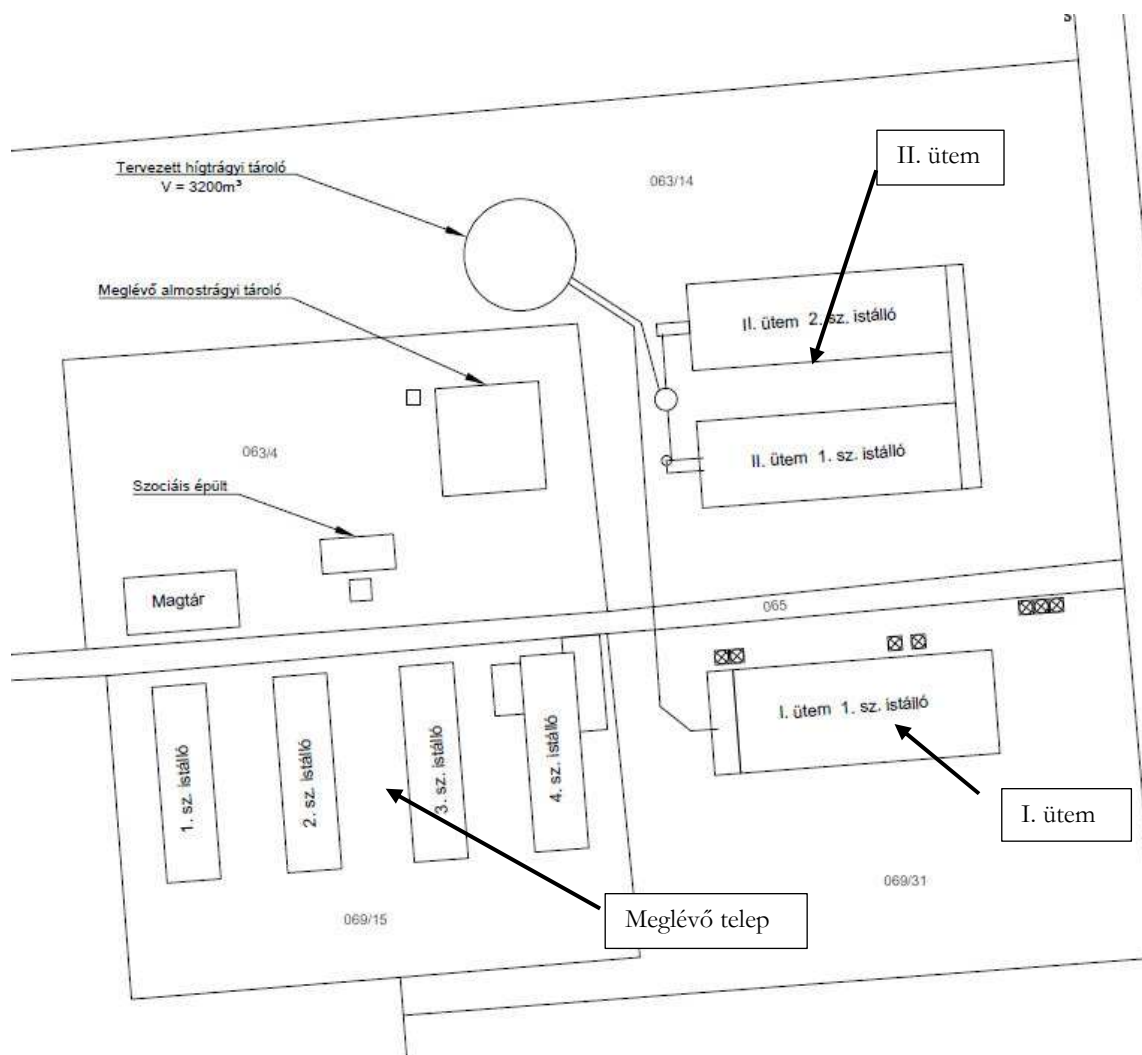 Tervezett hígtrágyi tároló
V = 3200m³
063/14
II. ütem
Meglévő almostrágyi tároló
II. ütem 2. sz. istálló
063/4
II. ütem 1. sz. istálló
Szociáis épült
Magtár
065
I. ütem 1. sz. istálló
1. sz. istálló
2. sz. istálló
3. sz. istálló
4. sz. istálló
I. ütem
069/31
069/15
Meglévő telep